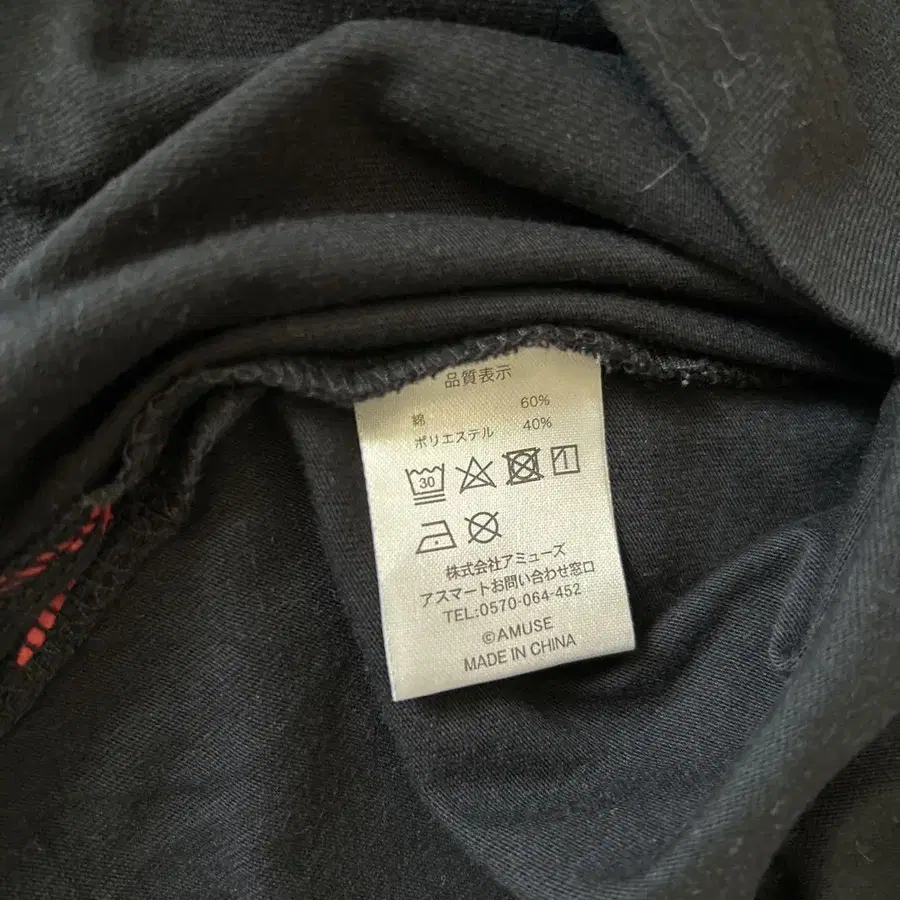 品質表示
綿 60%
ポリエステル 40%
30
株式会社アミューズ
アスマートお問い合わせ窓口
TEL:0570-064-452
©AMUSE
MADE IN CHINA